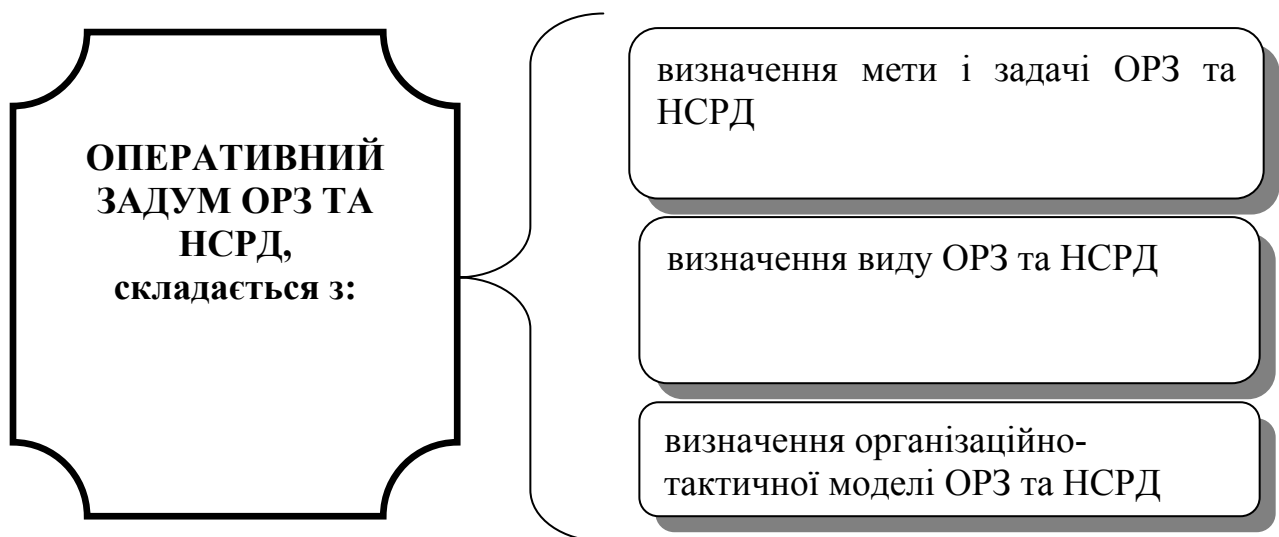 ОПЕРАТИВНИЙ
ЗАДУМ ОРЗ ТА
НСРД,
складається з:
визначення мети і задачі ОРЗ та
НСРД
визначення виду ОРЗ та НСРД
визначення організаційно-
тактичної моделі ОРЗ та НСРД